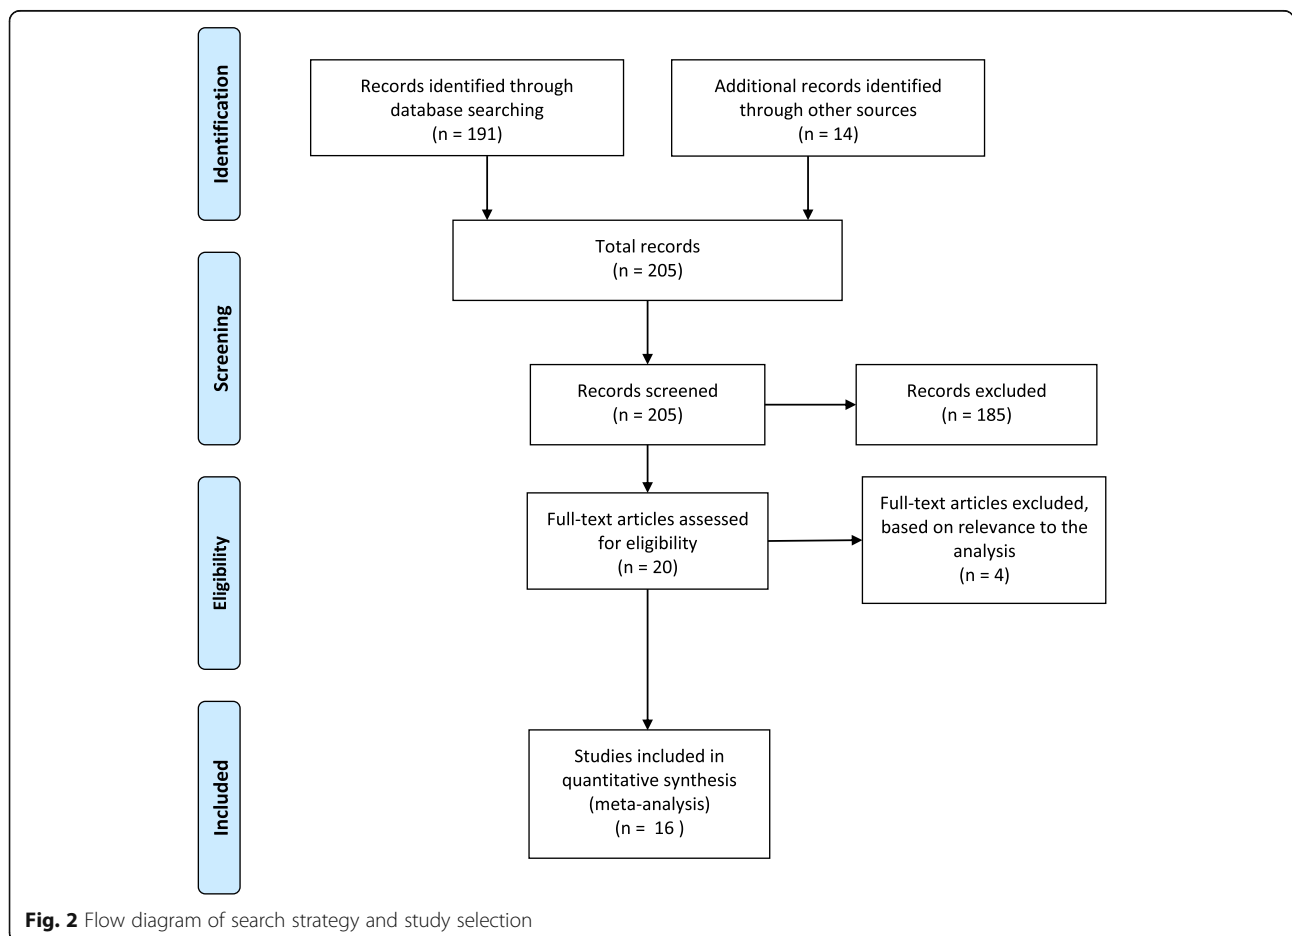 Identification
Records identified through
database searching
(n = 191)
Additional records identified
through other sources
(n = 14)
Total records
(n = 205)
Screening
Records screened
(n = 205)
Records excluded
(n = 185)
Eligibility
Full-text articles assessed
for eligibility
(n = 20)
Full-text articles excluded,
based on relevance to the
analysis
(n = 4)
Included
Studies included in
quantitative synthesis
(meta-analysis)
(n =  16 )
Fig. 2 Flow diagram of search strategy and study selection